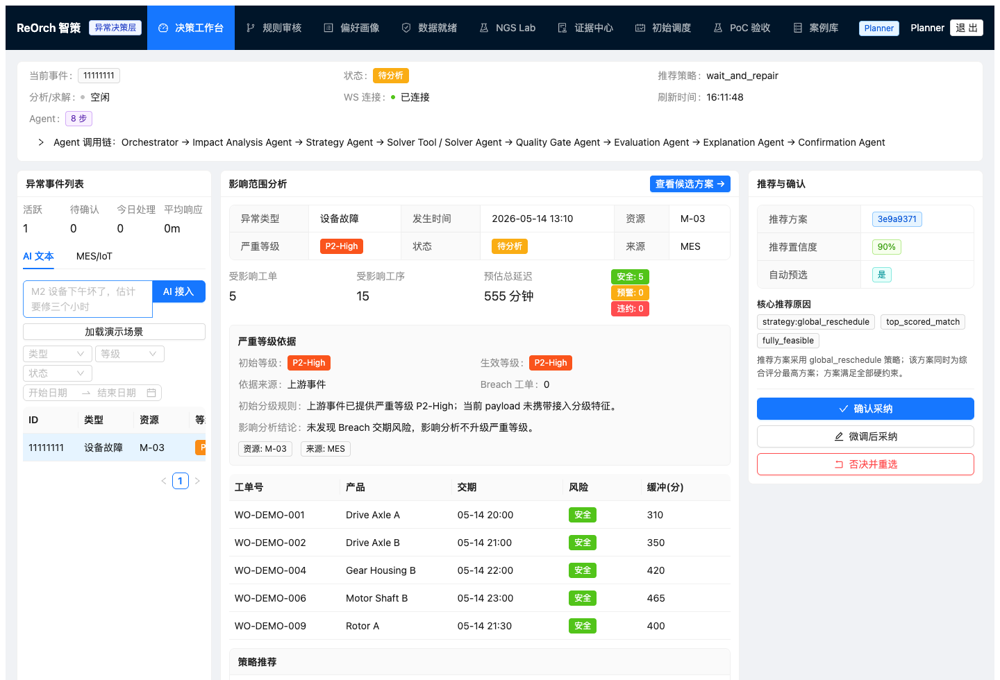 ReOrch 智策 异常决策层 决策工作台 规则审核 偏好画像 数据就绪 NGS Lab 证据中心 初始调度 PoC 验收 案例库 Planner Planner 退 出
当前事件： 11111111 状态： 待分析 推荐策略： wait_and_repair
分析/求解： 空闲 WS 连接： 已连接 刷新时间： 16:11:48
Agent： 8 步
Agent 调用链： Orchestrator → Impact Analysis Agent → Strategy Agent → Solver Tool / Solver Agent → Quality Gate Agent → Evaluation Agent → Explanation Agent → Confirmation Agent
异常事件列表
活跃 待确认 今日处理 平均响应
1 0 0 0m
AI 文本 MES/IoT
M2 设备下午坏了，估计
要修三个小时
AI 接入
加载演示场景
类型 等级
状态
开始日期 → 结束日期
ID 类型 资源
11111111 设备故障 M-03
1
影响范围分析 查看候选方案 →
异常类型 设备故障 发生时间 2026-05-14 13:10 资源 M-03
严重等级 P2-High 状态 待分析 来源 MES
受影响工单 受影响工序 预估总延迟
5 15 555 分钟
安全: 5
预警: 0
违约: 0
严重等级依据
初始等级： P2-High 生效等级： P2-High
依据来源： 上游事件 Breach 工单： 0
初始分级规则： 上游事件已提供严重等级 P2-High；当前 payload 未携带接入分级特征。
影响分析结论： 未发现 Breach 交期风险，影响分析不升级严重等级。
资源: M-03 来源: MES
工单号 产品 交期 风险 缓冲(分)
WO-DEMO-001 Drive Axle A 05-14 20:00 安全 310
WO-DEMO-002 Drive Axle B 05-14 21:00 安全 350
WO-DEMO-004 Gear Housing B 05-14 22:00 安全 420
WO-DEMO-006 Motor Shaft B 05-14 23:00 安全 465
WO-DEMO-009 Rotor A 05-14 21:30 安全 400
策略推荐
推荐与确认
推荐方案 3e9a9371
推荐置信度 90%
自动预选 是
核心推荐原因
strategy:global_reschedule top_scored_match
fully_feasible
推荐方案采用 global_reschedule 策略；该方案同时为综
合评分最高方案；方案满足全部硬约束。
确认采纳
微调后采纳
否决并重选